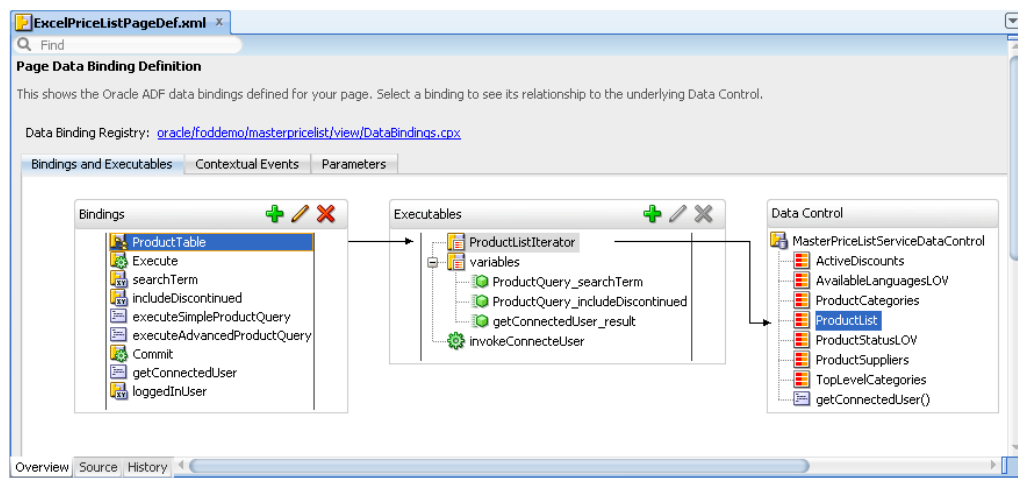 ExcelPriceListPageDef.xml x
Find
Page Data Binding Definition
This shows the Oracle ADF data bindings defined for your page. Select a binding to see its relationship to the underlying Data Control.
Data Binding Registry: oracle/foddemo/masterpricelist/view/DataBindings.cpx
Bindings and Executables Contextual Events Parameters
Bindings
ProductTable
Execute
searchTerm
includeDiscontinued
executeSimpleProductQuery
executeAdvancedProductQuery
Commit
getConnectedUser
loggedInUser
Executables
ProductListIterator
variables
ProductQuery_searchTerm
ProductQuery_includeDiscontinued
getConnectedUser_result
invokeConnecteUser
Data Control
MasterPriceListServiceDataControl
ActiveDiscounts
AvailableLanguagesLOV
ProductCategories
ProductList
ProductStatusLOV
ProductSuppliers
TopLevelCategories
getConnectedUser()
Overview Source History